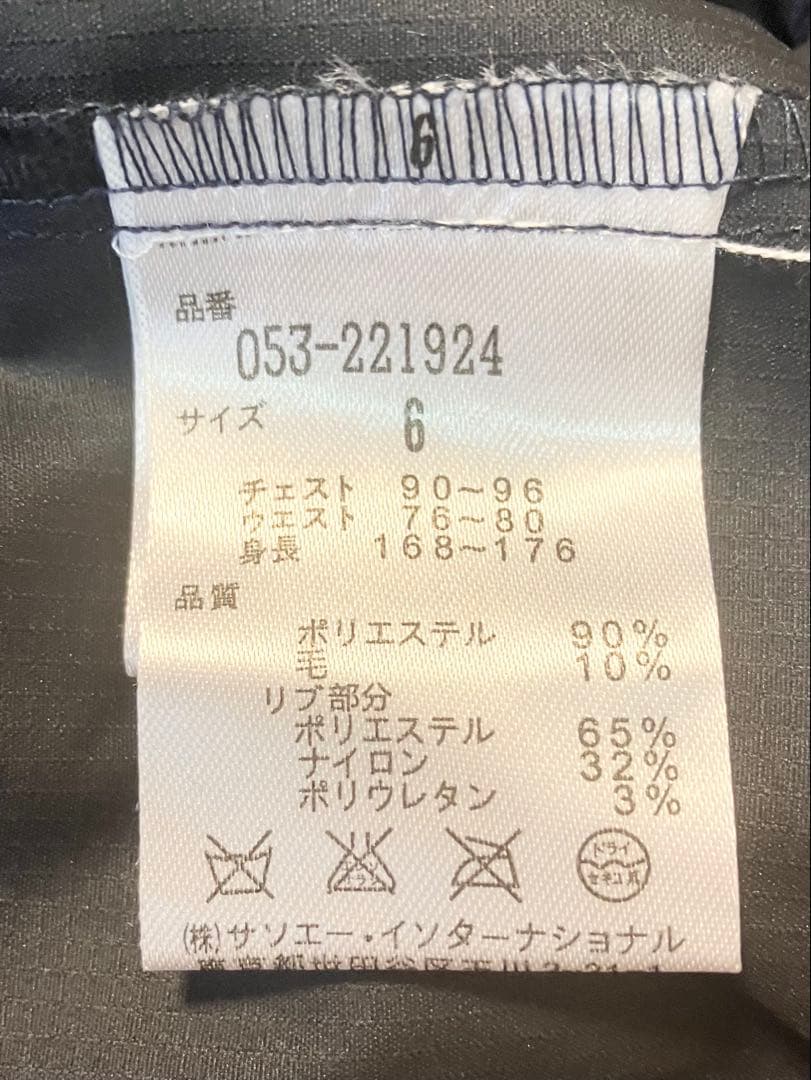 6
品番
053-221924
サイズ 6
チェスト 90~96
ウエスト 76~80
身長 168~176
品質
ポリエステル 90%
毛 10%
リブ部分
ポリエステル 65%
ナイロン 32%
ポリウレタン 3%
ドライ
セキユ系
(株)サンエー・インターナショナル